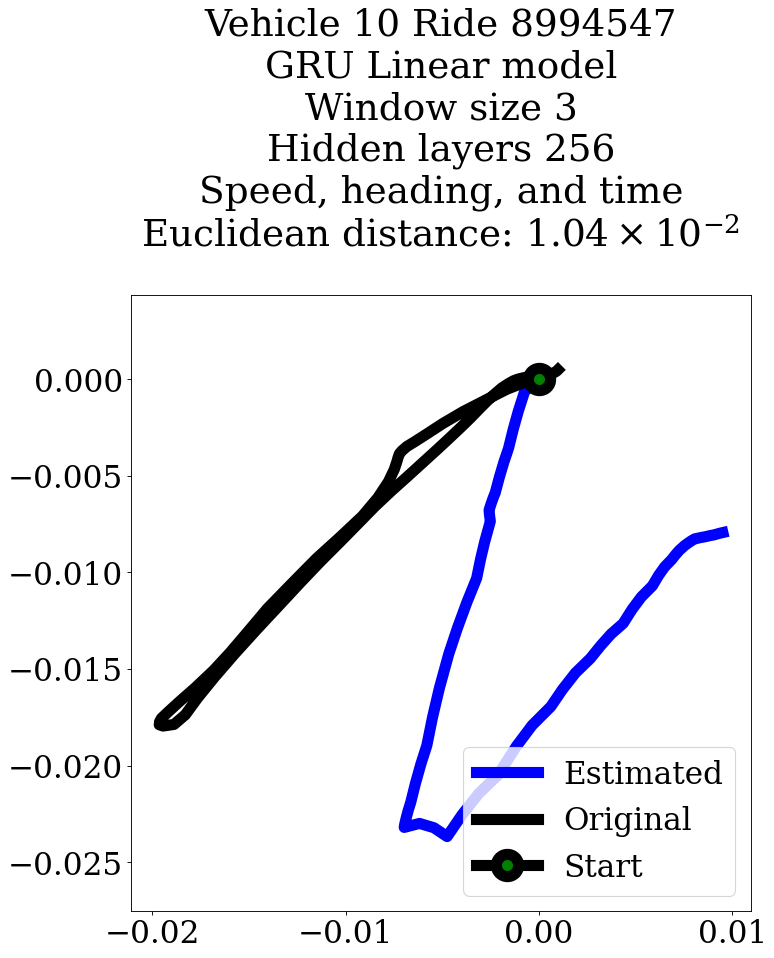 Vehicle 10 Ride 8994547
GRU Linear model
Window size 3
Hidden layers 256
Speed, heading, and time
Euclidean distance: 1.04 × 10⁻²
0.000
−0.005
−0.010
−0.015
−0.020
−0.025
−0.02
−0.01
0.00
0.01
Estimated
Original
Start